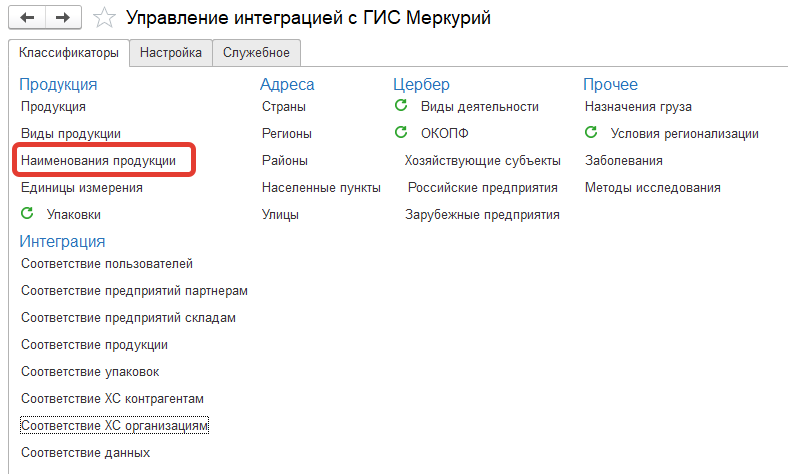 Управление интеграцией с ГИС Меркурий
Классификаторы Настройка Служебное
Продукция
Продукция
Виды продукции
Наименования продукции
Единицы измерения
Упаковки
Адреса
Страны
Регионы
Районы
Населенные пункты
Улицы
Цербер
Виды деятельности
ОКОПФ
Хозяйствующие субъекты
Российские предприятия
Зарубежные предприятия
Прочее
Назначения груза
Условия регионализации
Заболевания
Методы исследования
Интеграция
Соответствие пользователей
Соответствие предприятий партнерам
Соответствие предприятий складам
Соответствие продукции
Соответствие упаковок
Соответствие ХС контрагентам
Соответствие ХС организациям
Соответствие данных